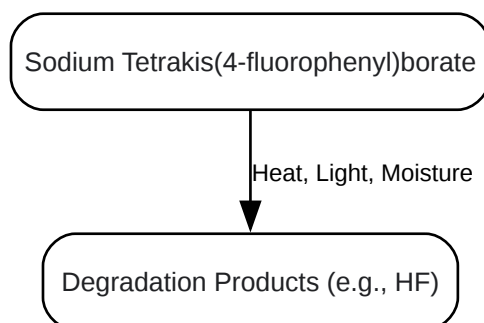 Sodium Tetrakis(4-fluorophenyl)borate
Heat, Light, Moisture
Degradation Products (e.g., HF)